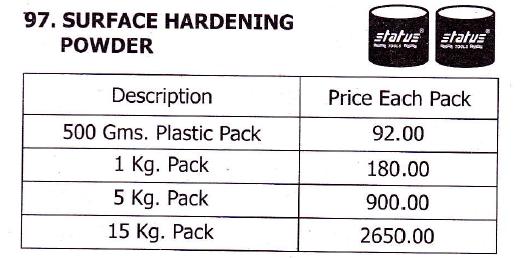 97. SURFACE HARDENING
POWDER
status® status®
Description Price Each Pack
500 Gms. Plastic Pack 92.00
1 Kg. Pack 180.00
5 Kg. Pack 900.00
15 Kg. Pack 2650.00